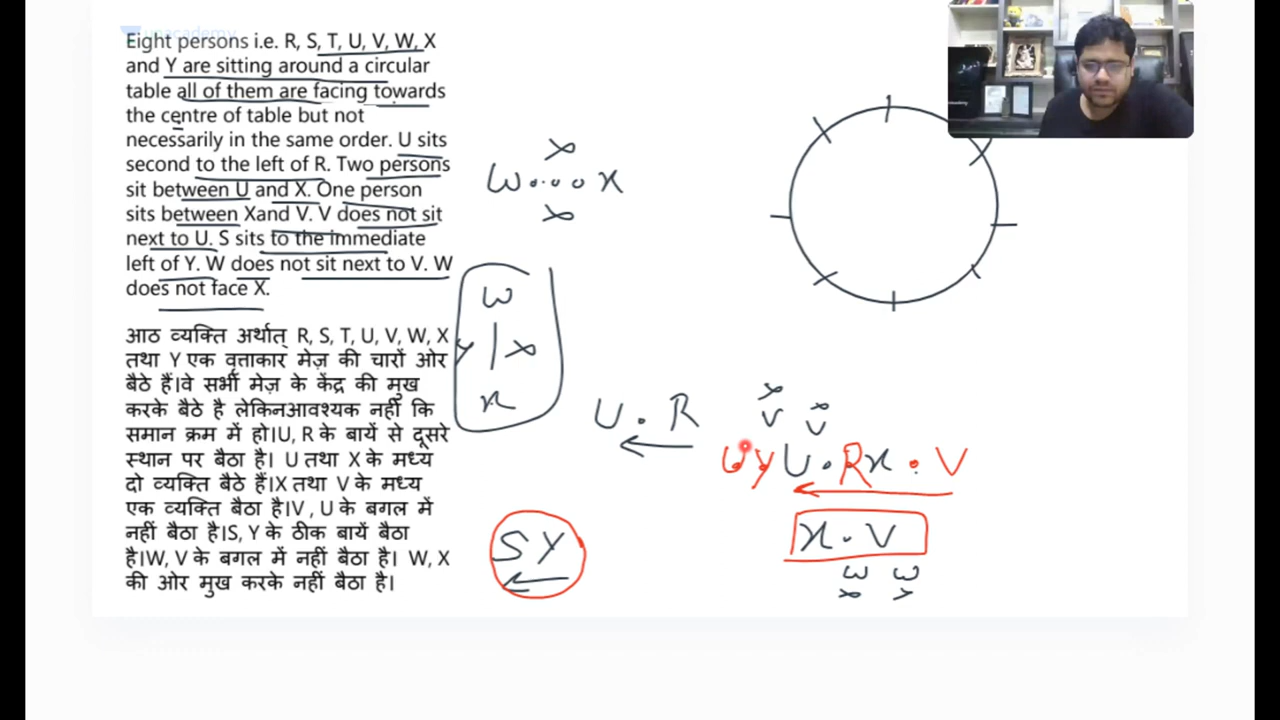 unacademy
Eight persons i.e. R, S, T, U, V, W, X
and Y are sitting around a circular
table all of them are facing towards
the centre of table but not
necessarily in the same order. U sits
second to the left of R. Two persons
sit between U and X. One person
sits between Xand V. V does not sit
next to U. S sits to the immediate
left of Y. W does not sit next to V. W
does not face X.
आठ व्यक्ति अर्थात् R, S, T, U, V, W, X
तथा Y एक वृत्ताकार मेज़ की चारों ओर
बैठे हैं।वे सभी मेज़ के केंद्र की मुख
करके बैठे है लेकिनआवश्यक नहीं कि
समान क्रम में हो।U, R के बायें से दूसरे
स्थान पर बैठा है। U तथा X के मध्य
दो व्यक्ति बैठे हैं।X तथा V के मध्य
एक व्यक्ति बैठा है।V , U के बगल में
नहीं बैठा है।S, Y के ठीक बायें बैठा
है।W, V के बगल में नहीं बैठा है। W, X
की ओर मुख करके नहीं बैठा है।
W . . . . x
W
x
U . R
V V
U . R x . V
x . V
W W
S Y